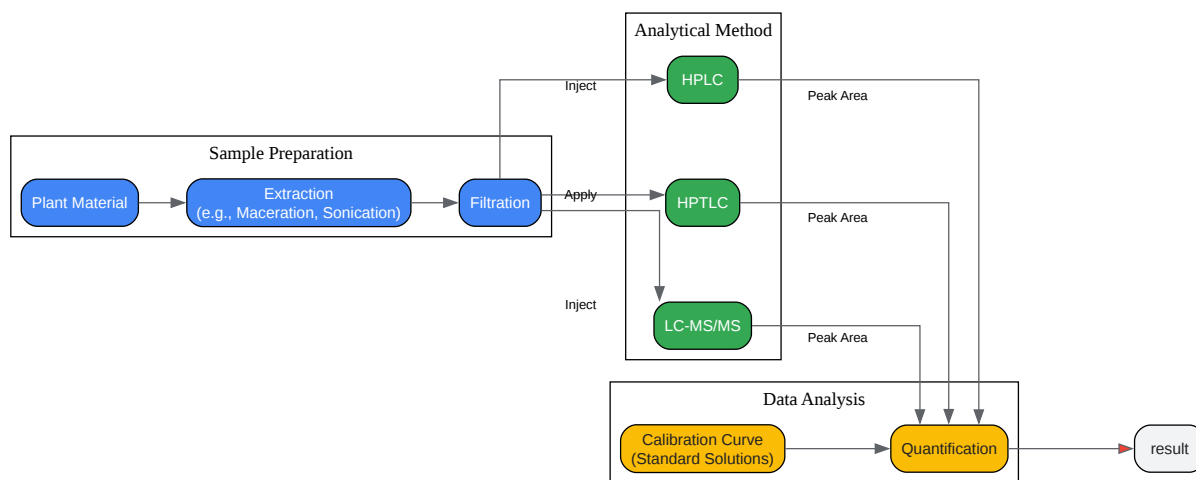 Analytical Method
HPLC
Inject
Peak Area
Sample Preparation
Plant Material
Extraction
(e.g., Maceration, Sonication)
Filtration
Apply
HPTLC
Peak Area
Inject
LC-MS/MS
Peak Area
Data Analysis
Calibration Curve
(Standard Solutions)
Quantification
result